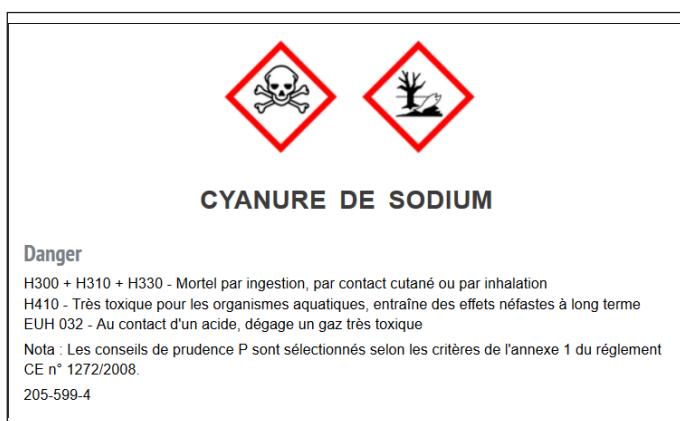 CYANURE DE SODIUM
Danger
H300 + H310 + H330 - Mortel par ingestion, par contact cutané ou par inhalation
H410 - Très toxique pour les organismes aquatiques, entraîne des effets néfastes à long terme
EUH 032 - Au contact d'un acide, dégage un gaz très toxique
Nota : Les conseils de prudence P sont sélectionnés selon les critères de l'annexe 1 du réglement
CE n° 1272/2008.
205-599-4